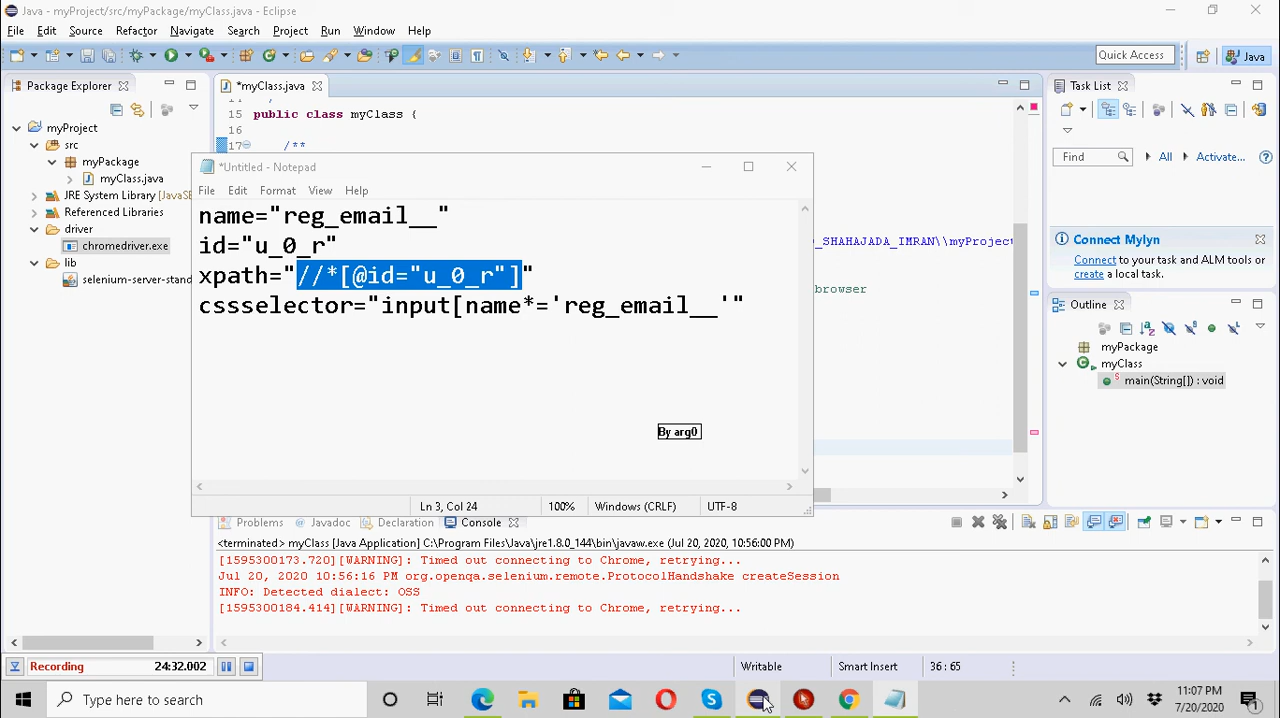 Java - myProject/src/myPackage/myClass.java - Eclipse
File Edit Source Refactor Navigate Search Project Run Window Help
Quick Access
Java
Package Explorer
*myClass.java
Task List
myProject
src
myPackage
myClass.java
JRE System Library [JavaSE
Referenced Libraries
driver
chromedriver.exe
lib
selenium-server-stand
15 public class myClass {
16
17 /**
*Untitled - Notepad
File Edit Format View Help
name="reg_email__"
id="u_0_r"
xpath="//*[@id="u_0_r"]"
cssselector="input[name*='reg_email__'"
By arg0
Ln 3, Col 24
100%
Windows (CRLF)
UTF-8
_SHAHAJADA_IMRAN\\myProject
browser
Find
All
Activate...
Connect Mylyn
Connect to your task and ALM tools or
create a local task.
Outline
myPackage
myClass
main(String[]) : void
Problems Javadoc Declaration Console
<terminated> myClass [Java Application] C:\Program Files\Java\jre1.8.0_144\bin\javaw.exe (Jul 20, 2020 10:56:00 PM)
[1595300173.720][WARNING]: Timed out connecting to Chrome, retrying...
Jul 20, 2020 10:56:16 PM org.openqa.selenium.remote.ProtocolHandshake createSession
INFO: Detected dialect: OSS
[1595300184.414][WARNING]: Timed out connecting to Chrome, retrying...
Recording
24:32.002
Writable
Smart Insert
36 : 65
Type here to search
11:07 PM
7/20/2020
1